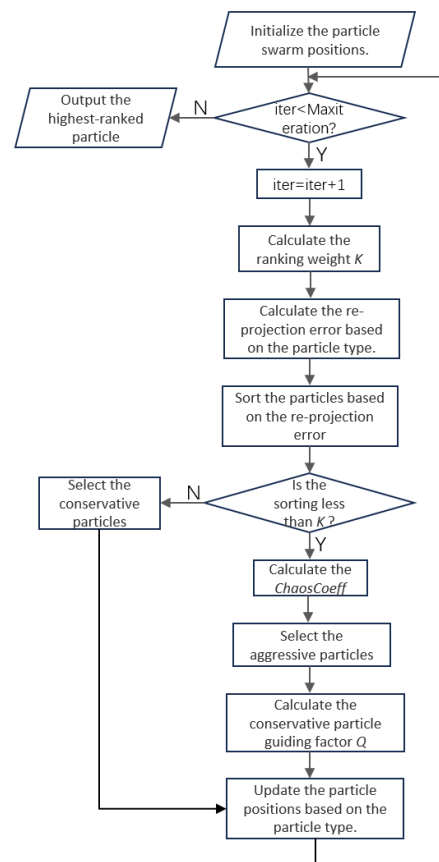 Initialize the particle
swarm positions.
iter<Maxit
eration?
N
Output the
highest-ranked
particle
Y
iter=iter+1
Calculate the
ranking weight K
Calculate the re-
projection error based
on the particle type.
Sort the particles based
on the re-projection
error
Is the
sorting less
than K?
N
Select the
conservative
particles
Y
Calculate the
ChaosCoeff
Select the
aggressive particles
Calculate the
conservative particle
guiding factor Q
Update the particle
positions based on the
particle type.